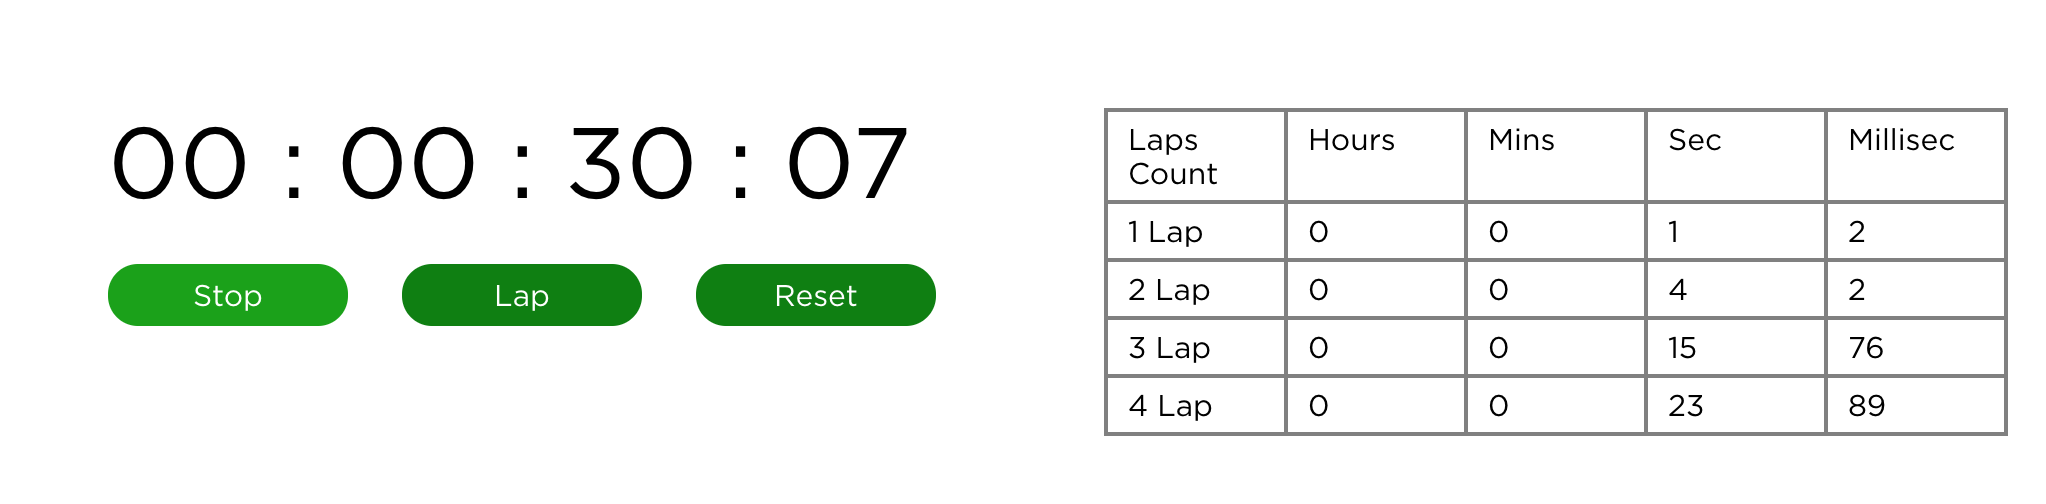 00 : 00 : 30 : 07
Stop Lap Reset
Laps Count Hours Mins Sec Millisec
1 Lap 0 0 1 2
2 Lap 0 0 4 2
3 Lap 0 0 15 76
4 Lap 0 0 23 89